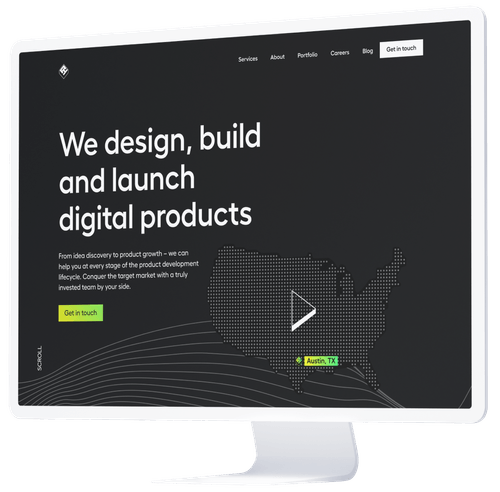 Services
About
Portfolio
Careers
Blog
Get in touch
We design, build
and launch
digital products
From idea discovery to product growth – we can
help you at every stage of the product development
lifecycle. Conquer the target market with a truly
invested team by your side.
Get in touch
Austin, TX
SCROLL